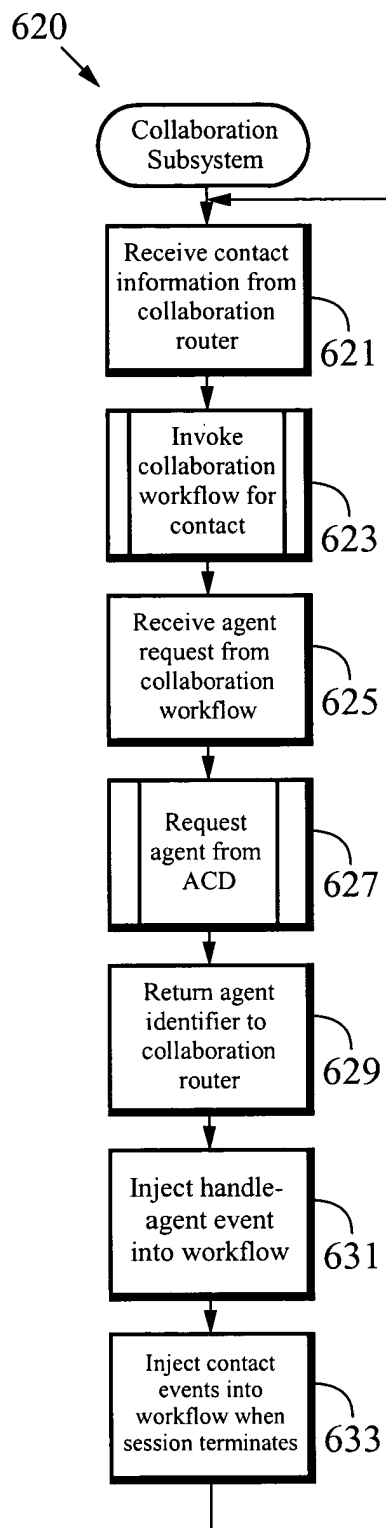 620
Collaboration
Subsystem
Receive contact
information from
collaboration
router
621
Invoke
collaboration
workflow for
contact
623
Receive agent
request from
collaboration
workflow
625
Request
agent from
ACD
627
Return agent
identifier to
collaboration
router
629
Inject handle-
agent event
into workflow
631
Inject contact
events into
workflow when
session terminates
633